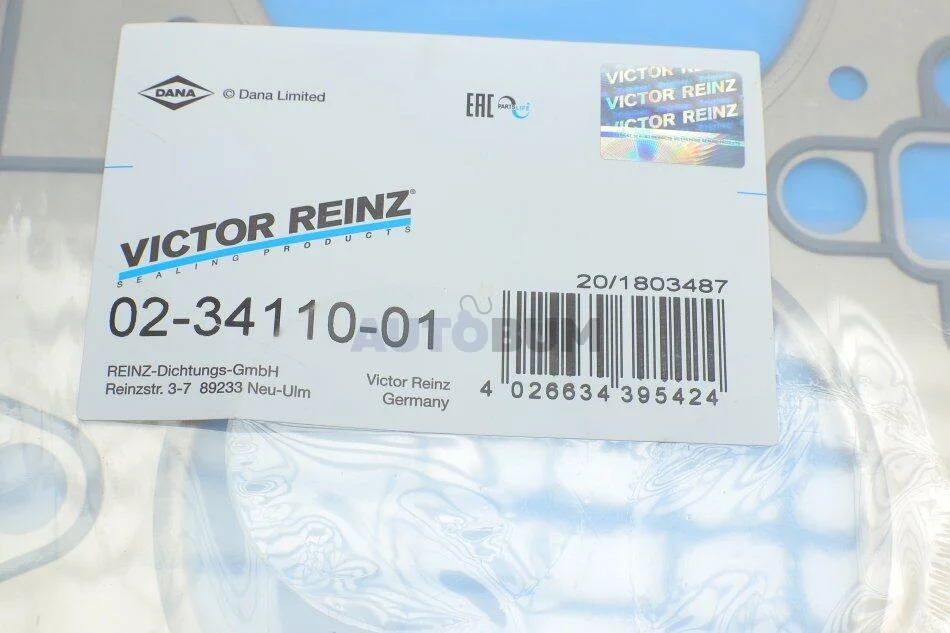 DANA
© Dana Limited
EAC
PARTSLIFE
VICTOR REINZ
VICTOR REINZ
VICTOR REINZ
VICTOR REINZ®
SEALING PRODUCTS
20/1803487
02-34110-01
AUTOBUM
REINZ-Dichtungs-GmbH
Reinzstr. 3-7 89233 Neu-Ulm
Victor Reinz
Germany
4 026634 395424